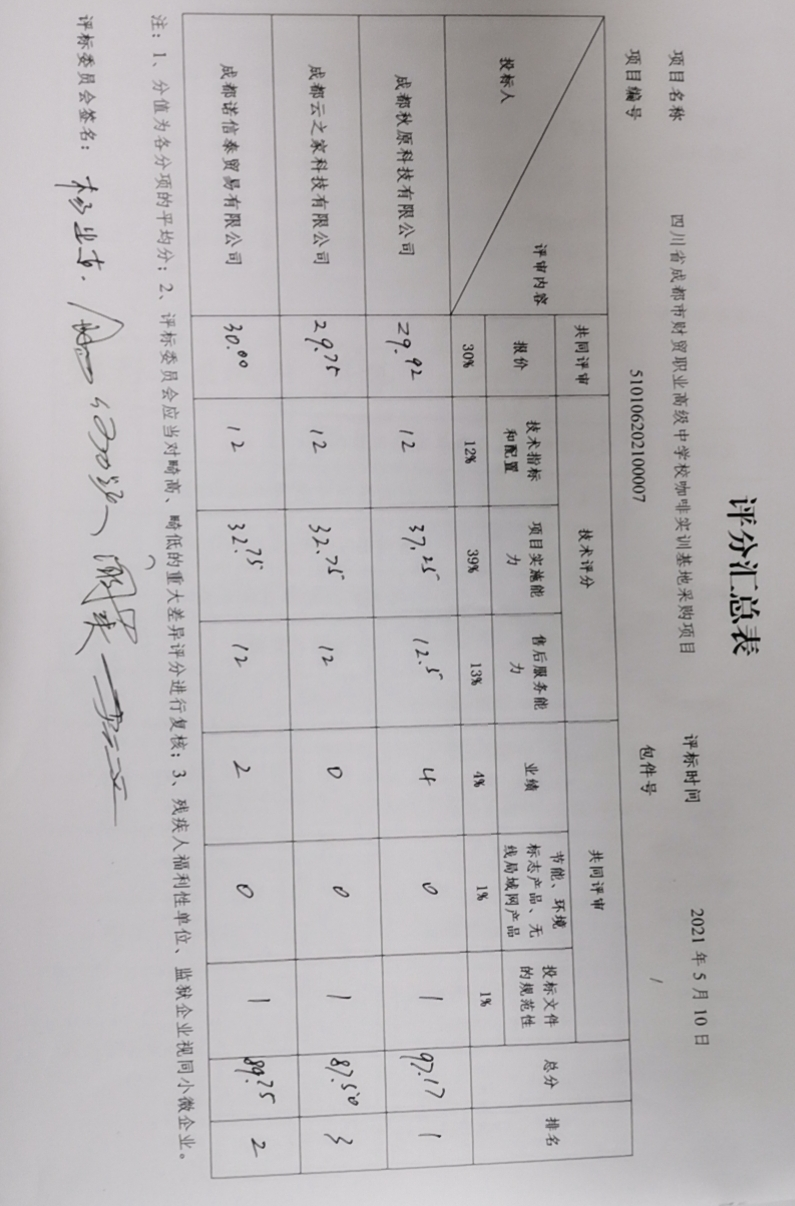 评分汇总表
项目名称 四川省成都市财贸职业高级中学校咖啡实训基地采购项目 评标时间 2021 年 5 月 10 日
项目编号 510106202100007 包件号 /
评审内容
投标人
共同评审 技术评分 共同评审 总分 排名
报价 技术指标和配置 项目实施能力 售后服务能力 业绩 节能、环境标志产品、无线局域网产品 投标文件的规范性
30% 12% 39% 13% 4% 1% 1%
成都秋原科技有限公司 29.92 12 37.25 12.5 4 0 1 97.17 1
成都云之家科技有限公司 29.75 12 32.75 12 0 0 1 87.50 3
成都诺信泰贸易有限公司 30.00 12 32.75 12 2 0 1 89.75 2
注：1、分值为各分项的平均分；2、评标委员会应当对畸高、畸低的重大差异评分进行复核；3、残疾人福利性单位、监狱企业视同小微企业。
评标委员会签名：